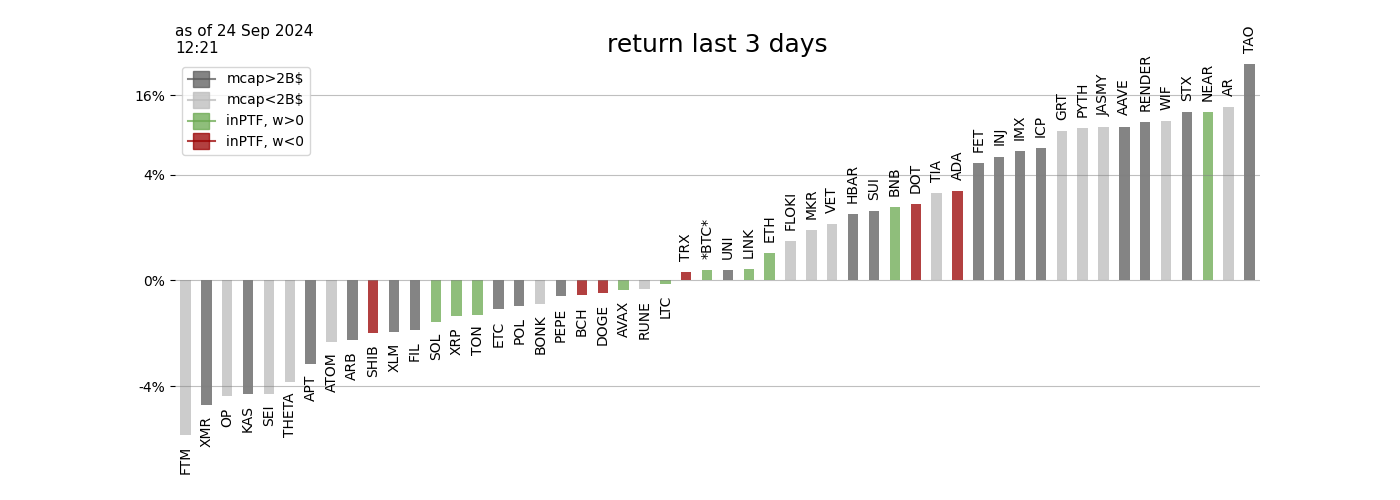 as of 24 Sep 2024
12:21
return last 3 days
mcap>2B$
mcap<2B$
inPTF, w>0
inPTF, w<0
16%
4%
0%
-4%
FTM
XMR
OP
KAS
SEI
THETA
APT
ATOM
ARB
SHIB
XLM
FIL
SOL
XRP
TON
ETC
POL
BONK
PEPE
BCH
DOGE
AVAX
RUNE
LTC
TRX
*BTC*
UNI
LINK
ETH
FLOKI
MKR
VET
HBAR
SUI
BNB
DOT
TIA
ADA
FET
INJ
IMX
ICP
GRT
PYTH
JASMY
AAVE
RENDER
WIF
STX
NEAR
AR
TAO